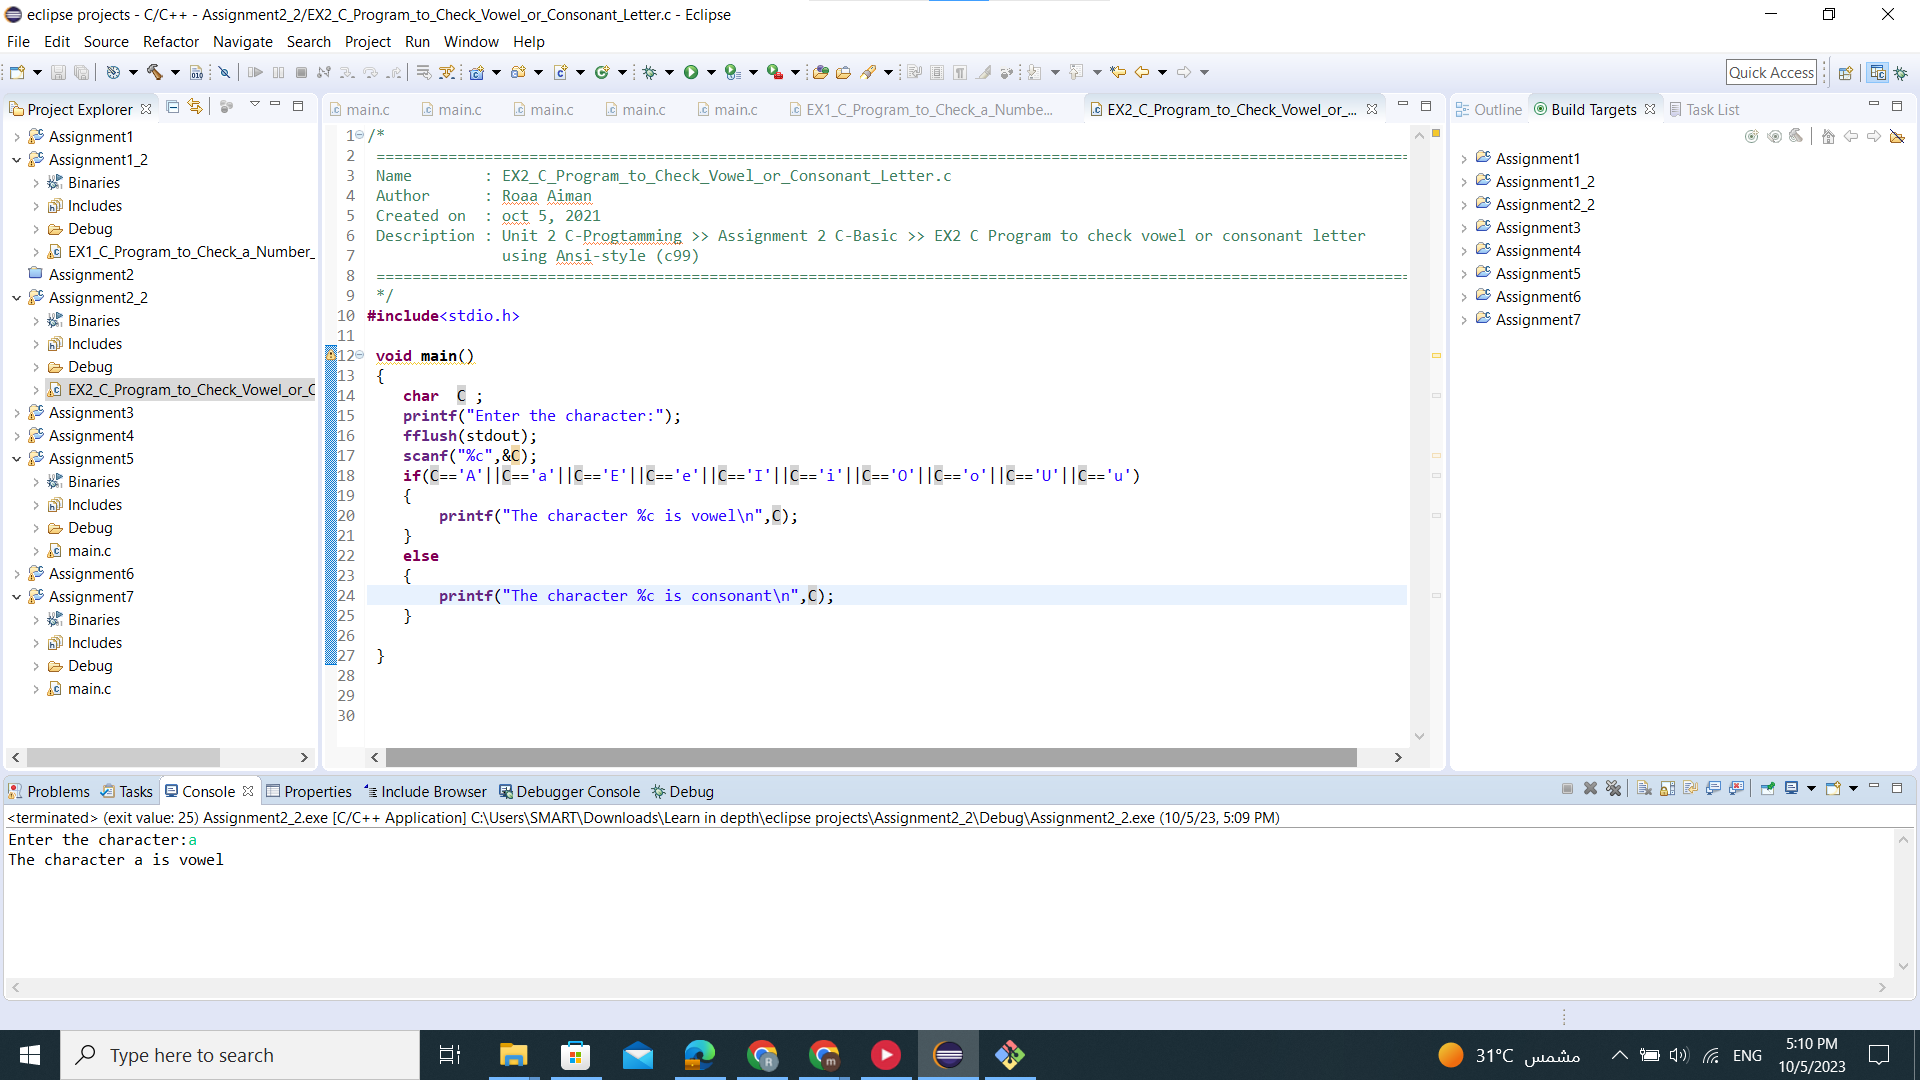 eclipse projects - C/C++ - Assignment2_2/EX2_C_Program_to_Check_Vowel_or_Consonant_Letter.c - Eclipse
File Edit Source Refactor Navigate Search Project Run Window Help
Quick Access
Project Explorer
Assignment1
Assignment1_2
Binaries
Includes
Debug
EX1_C_Program_to_Check_a_Number_
Assignment2
Assignment2_2
Binaries
Includes
Debug
EX2_C_Program_to_Check_Vowel_or_C
Assignment3
Assignment4
Assignment5
Binaries
Includes
Debug
main.c
Assignment6
Assignment7
Binaries
Includes
Debug
main.c
main.c main.c main.c main.c main.c EX1_C_Program_to_Check_a_Numbe... EX2_C_Program_to_Check_Vowel_or_...
1 /*
2 ===================================================================================================================
3 Name        : EX2_C_Program_to_Check_Vowel_or_Consonant_Letter.c
4 Author      : Roaa Aiman
5 Created on  : oct 5, 2021
6 Description : Unit 2 C-Progtamming >> Assignment 2 C-Basic >> EX2 C Program to check vowel or consonant letter
7               using Ansi-style (c99)
8 ===================================================================================================================
9 */
10 #include<stdio.h>
11
12 void main()
13 {
14    char  C ;
15    printf("Enter the character:");
16    fflush(stdout);
17    scanf("%c",&C);
18    if(C=='A'||C=='a'||C=='E'||C=='e'||C=='I'||C=='i'||C=='O'||C=='o'||C=='U'||C=='u')
19    {
20        printf("The character %c is vowel\n",C);
21    }
22    else
23    {
24        printf("The character %c is consonant\n",C);
25    }
26
27 }
28
29
30
Outline Build Targets Task List
Assignment1
Assignment1_2
Assignment2_2
Assignment3
Assignment4
Assignment5
Assignment6
Assignment7
Problems Tasks Console Properties Include Browser Debugger Console Debug
<terminated> (exit value: 25) Assignment2_2.exe [C/C++ Application] C:\Users\SMART\Downloads\Learn in depth\eclipse projects\Assignment2_2\Debug\Assignment2_2.exe (10/5/23, 5:09 PM)
Enter the character:a
The character a is vowel
Type here to search
31°C مشمس
ENG
5:10 PM
10/5/2023